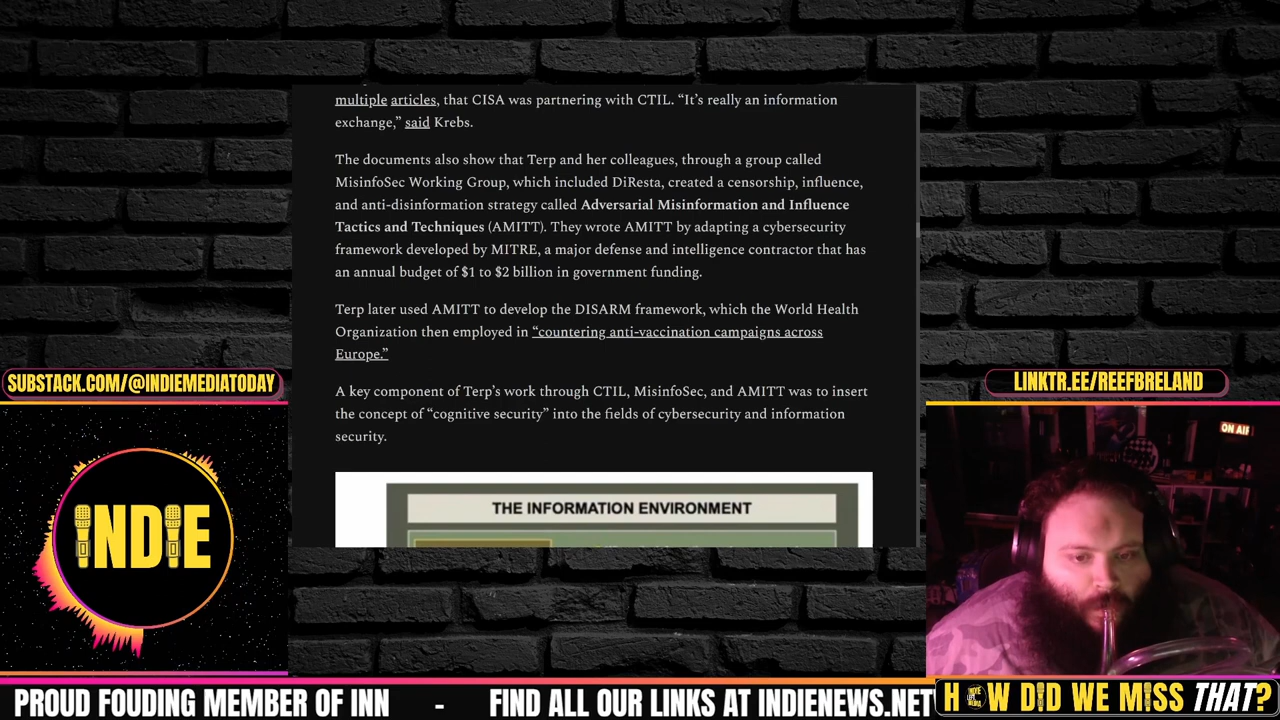 multiple articles, that CISA was partnering with CTIL. “It’s really an information
exchange,” said Krebs.
The documents also show that Terp and her colleagues, through a group called
MisinfoSec Working Group, which included DiResta, created a censorship, influence,
and anti-disinformation strategy called Adversarial Misinformation and Influence
Tactics and Techniques (AMITT). They wrote AMITT by adapting a cybersecurity
framework developed by MITRE, a major defense and intelligence contractor that has
an annual budget of $1 to $2 billion in government funding.
Terp later used AMITT to develop the DISARM framework, which the World Health
Organization then employed in “countering anti-vaccination campaigns across
Europe.”
A key component of Terp’s work through CTIL, MisinfoSec, and AMITT was to insert
the concept of “cognitive security” into the fields of cybersecurity and information
security.
THE INFORMATION ENVIRONMENT
SUBSTACK.COM/@INDIEMEDIATODAY
INDIE
LINKTR.EE/REEFBRELAND
ON AIR
PROUD FOUDING MEMBER OF INN - FIND ALL OUR LINKS AT INDIENEWS.NET
HOW DID WE MISS THAT?